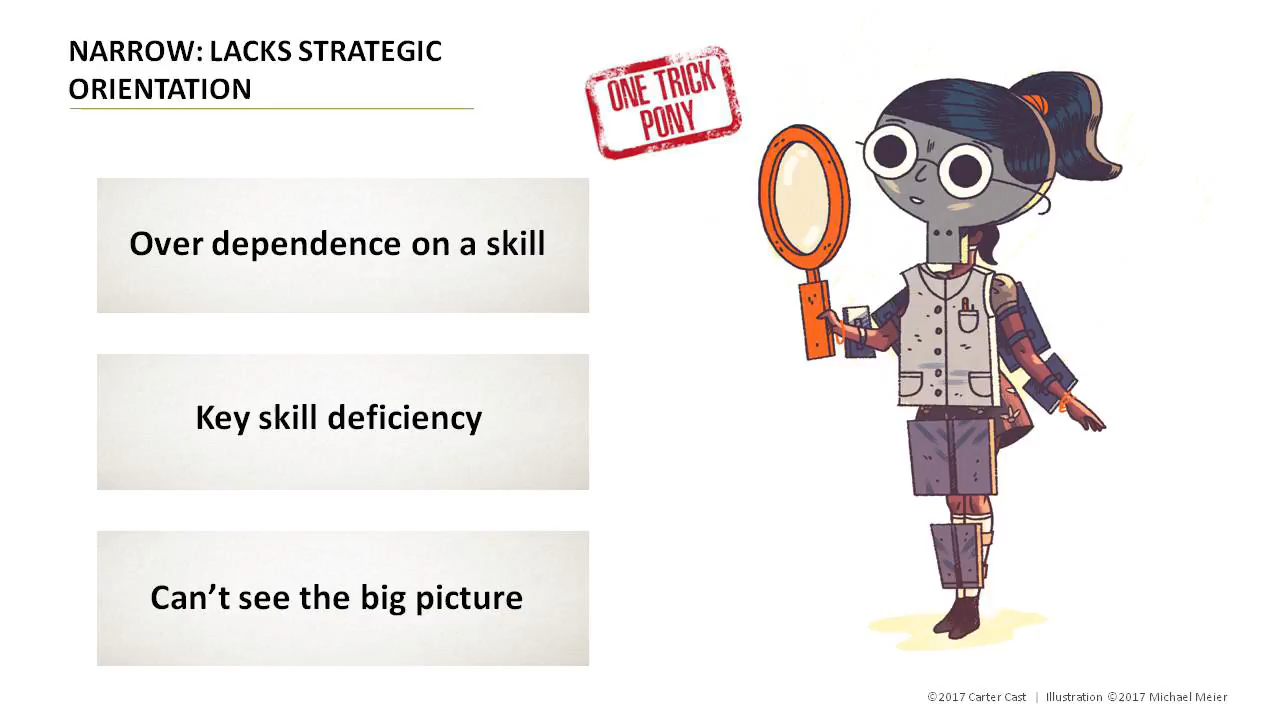 NARROW: LACKS STRATEGIC
ORIENTATION
ONE TRICK
PONY
Over dependence on a skill
Key skill deficiency
Can’t see the big picture
©2017 Carter Cast | Illustration ©2017 Michael Meier